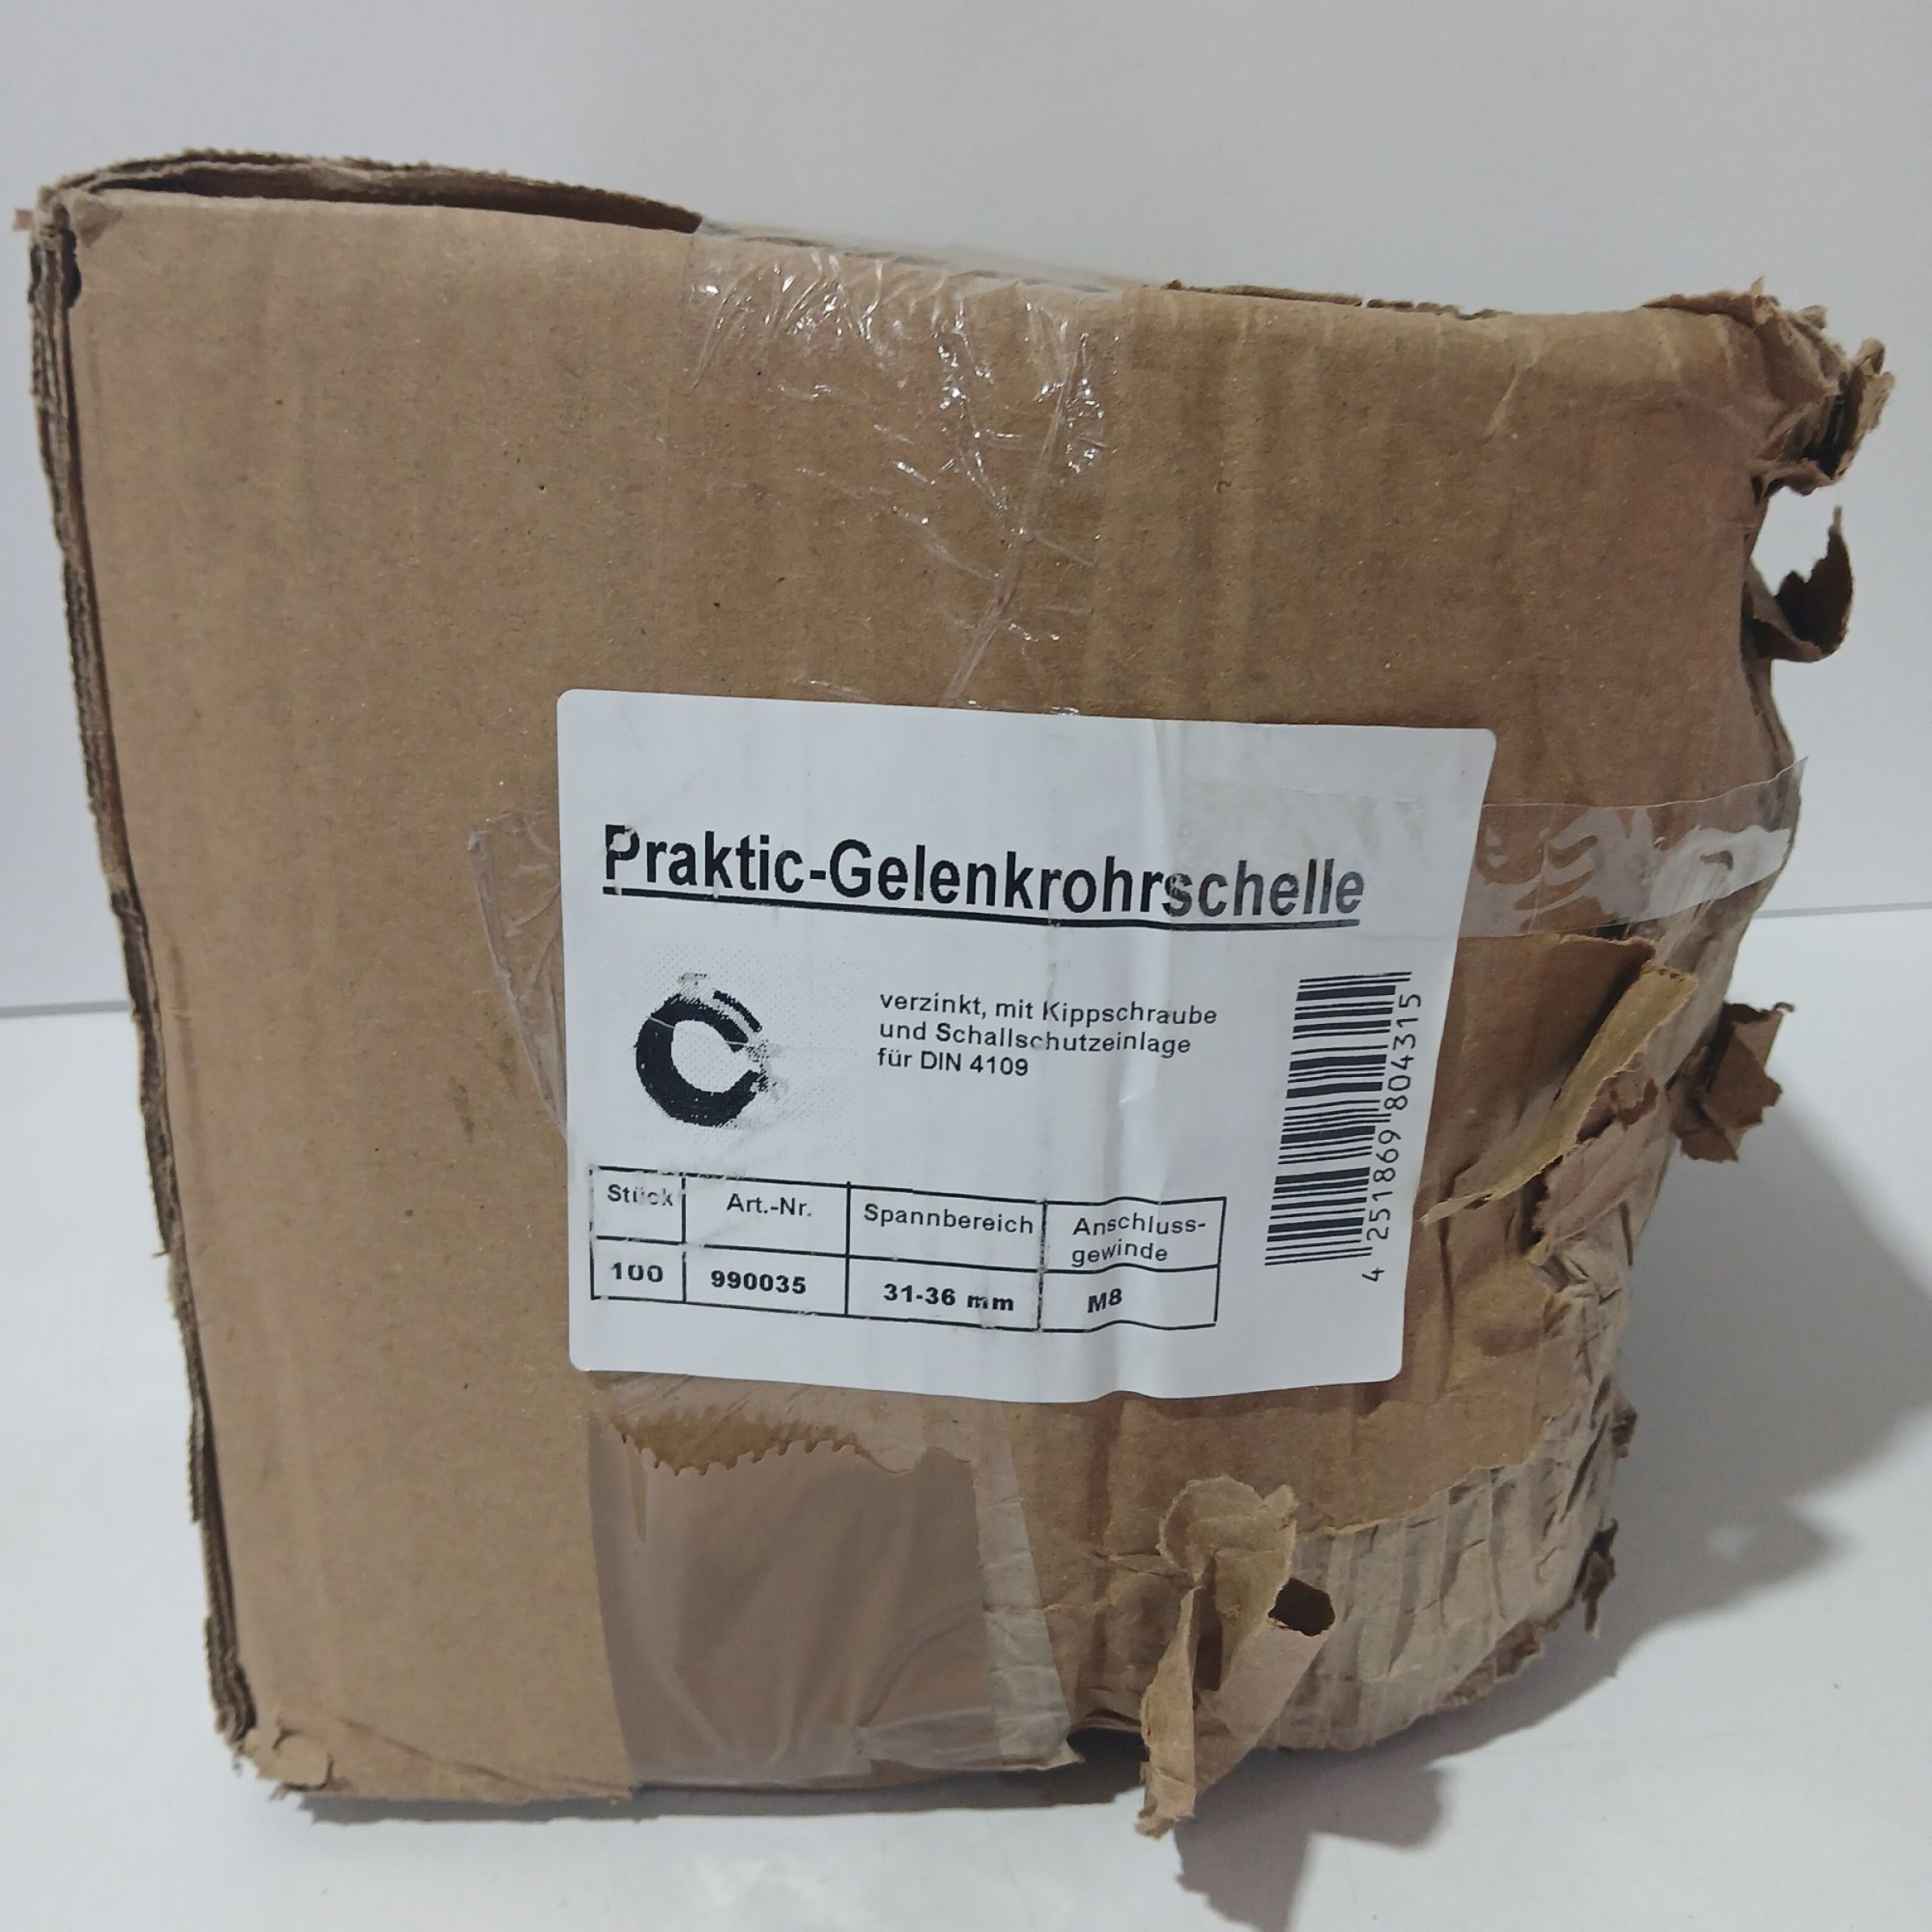 Praktic-Gelenkrohrschelle
verzinkt, mit Kippschraube
und Schallschutzeinlage
für DIN 4109
Stück Art.-Nr. Spannbereich Anschluss-
gewinde
100 990035 31-36 mm M8
4 251869 804315